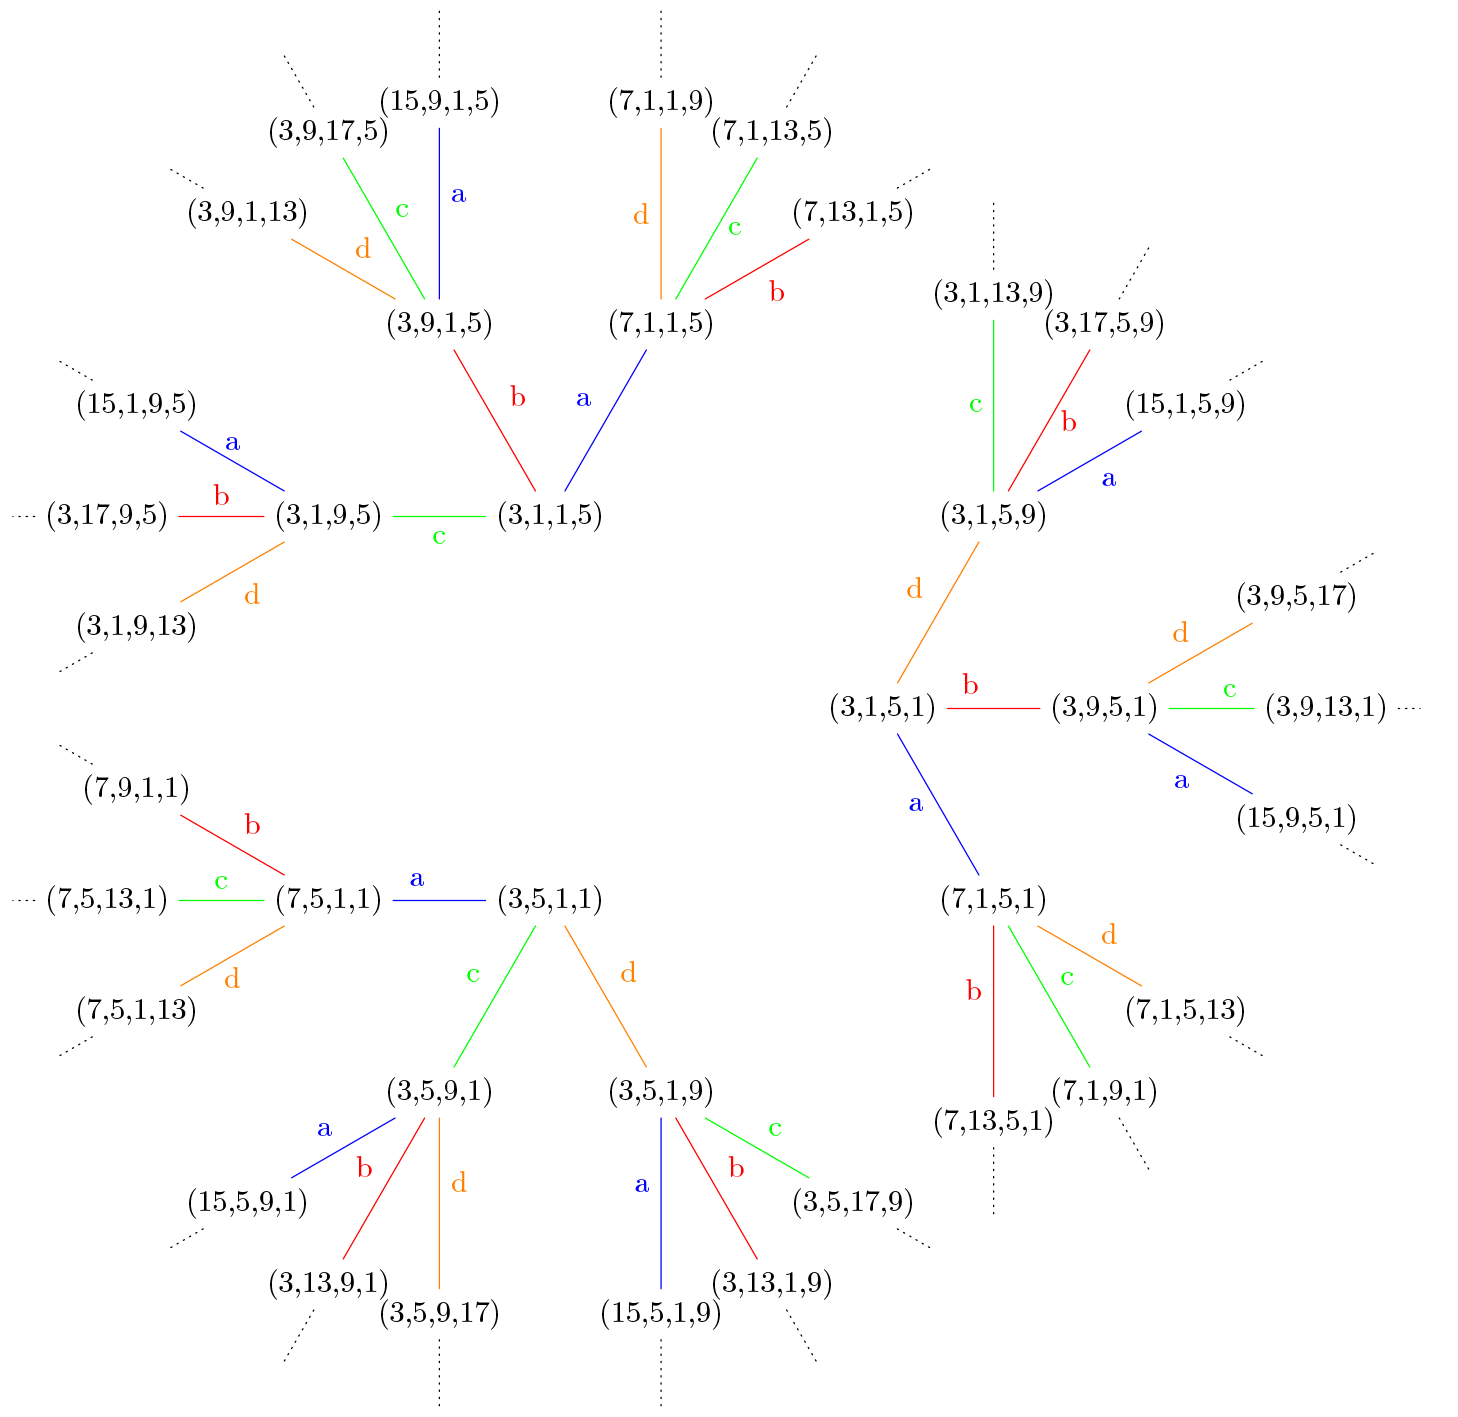 (15,9,1,5) (7,1,1,9)
(3,9,17,5) (7,1,13,5)
c a d c
(3,9,1,13) (7,13,1,5)
d b
(3,1,13,9)
(3,9,1,5) (7,1,1,5) (3,17,5,9)
b a
(15,1,9,5) c b (15,1,5,9)
a a
b
(3,17,9,5) (3,1,9,5) (3,1,1,5) (3,1,5,9)
c
d d
(3,1,9,13) (3,9,5,17)
d
b c
(3,1,5,1) (3,9,5,1) (3,9,13,1)
(7,9,1,1) a a
b (15,9,5,1)
c a
(7,5,13,1) (7,5,1,1) (3,5,1,1) (7,1,5,1)
d
d c d b c
(7,5,1,13) (7,1,5,13)
(3,5,9,1) (3,5,1,9) (7,1,9,1)
a c (7,13,5,1)
b d a b
(15,5,9,1) (3,5,17,9)
(3,13,9,1) (3,13,1,9)
(3,5,9,17) (15,5,1,9)